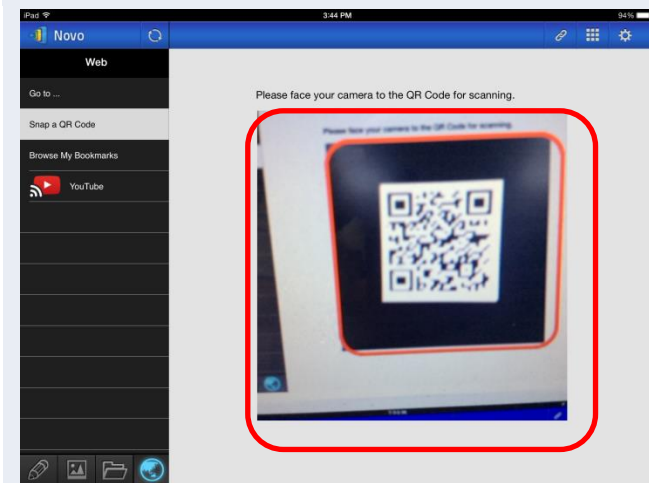 iPad
3:44 PM
94%
Novo
Web
Go to ...
Snap a QR Code
Browse My Bookmarks
YouTube
Please face your camera to the QR Code for scanning.
Please face your camera to the QR Code for scanning.